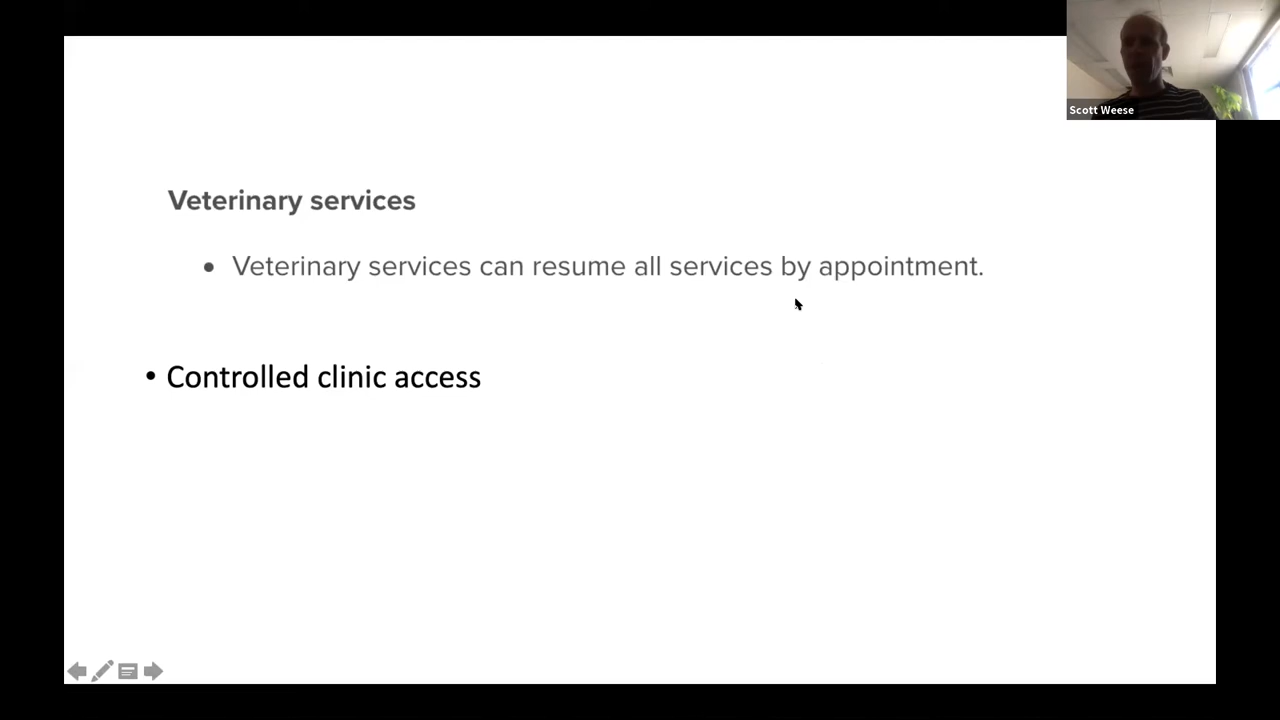 Scott Weese
Veterinary services
• Veterinary services can resume all services by appointment.
• Controlled clinic access